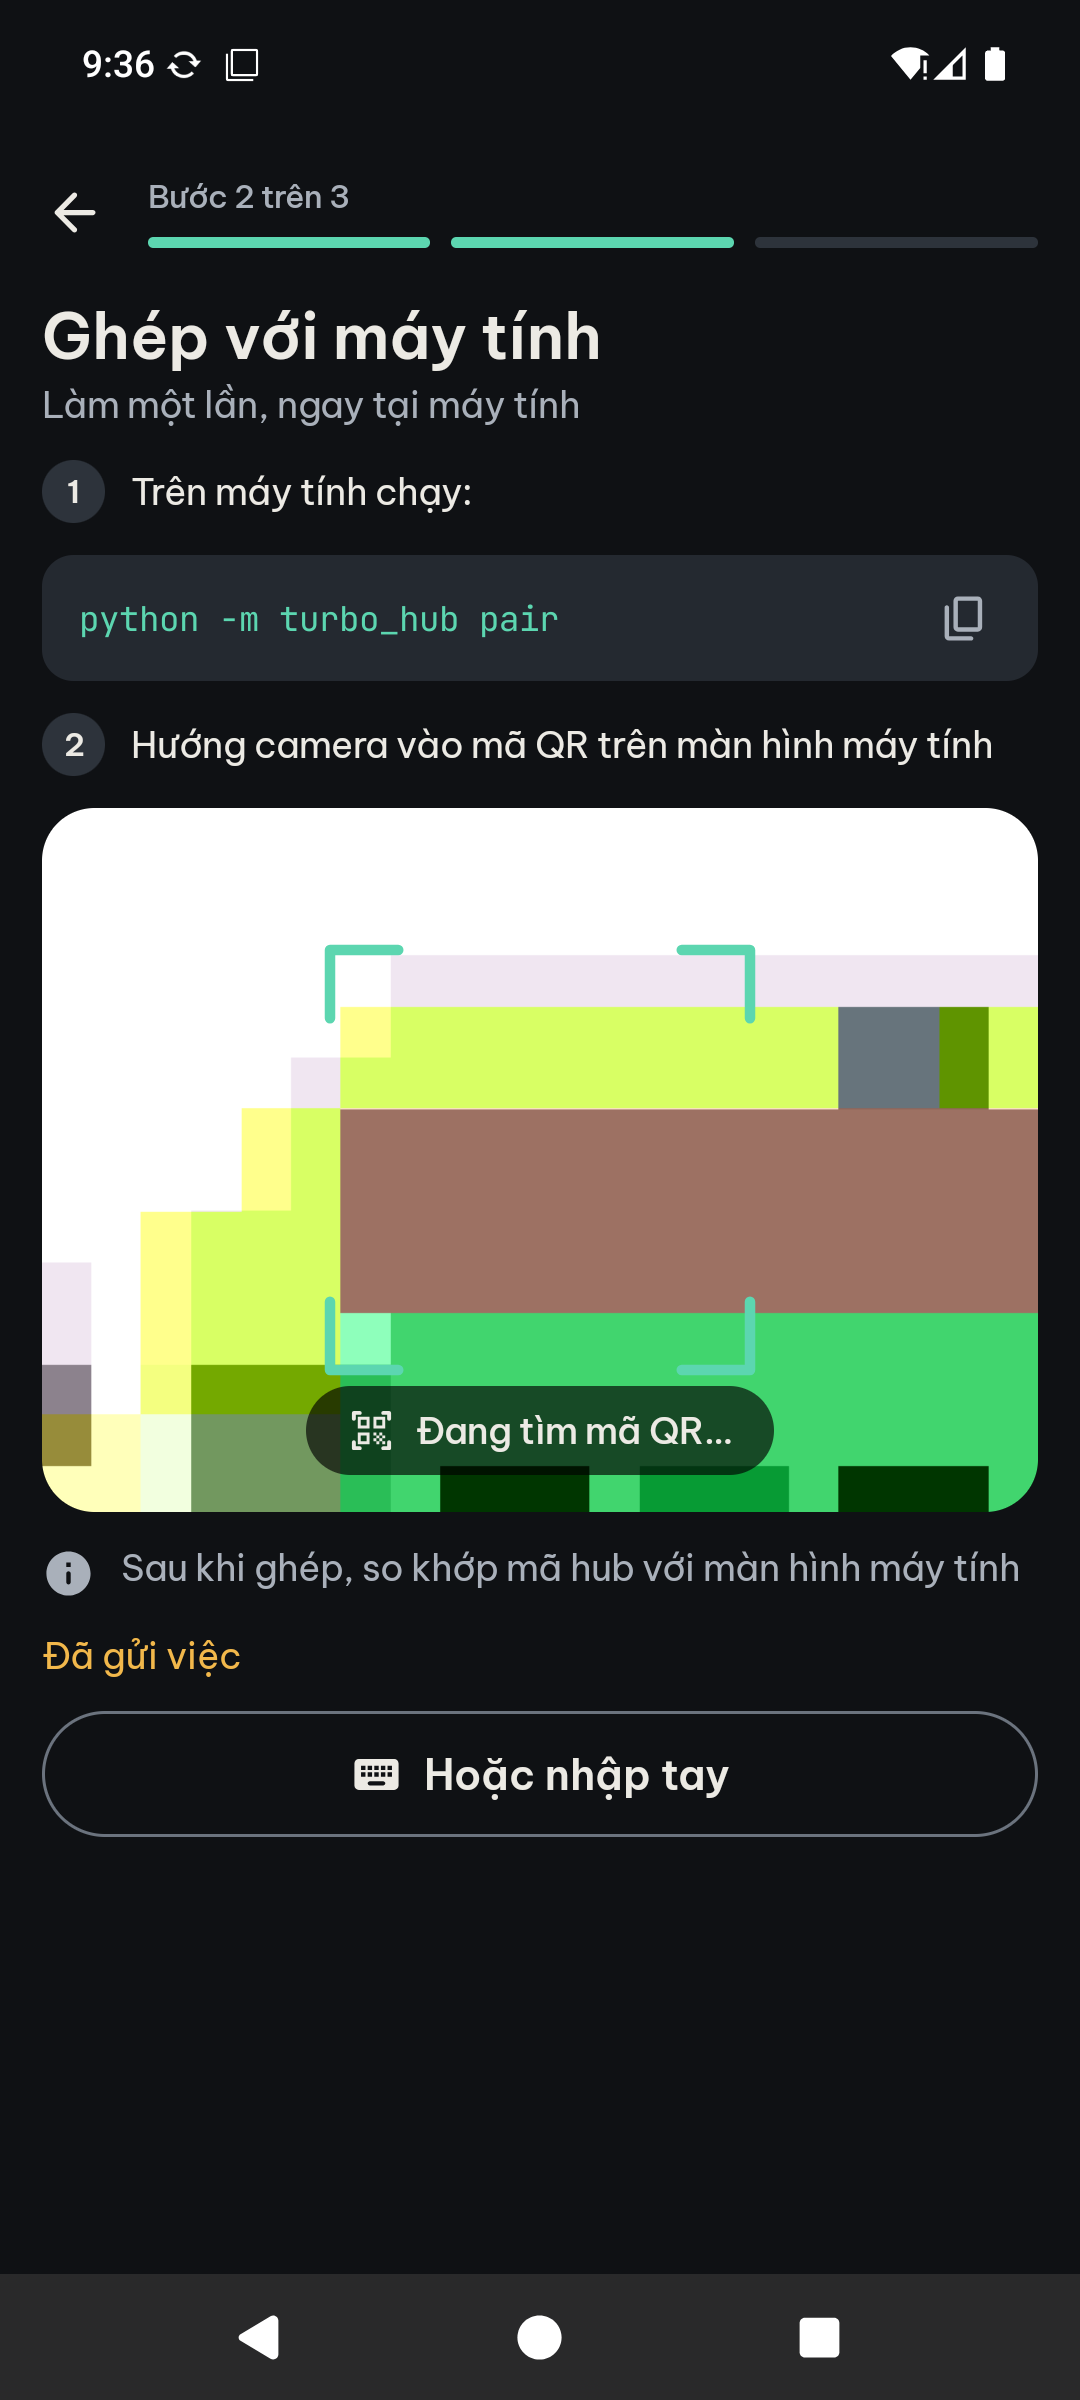 9:36
Bước 2 trên 3
Ghép với máy tính
Làm một lần, ngay tại máy tính
1 Trên máy tính chạy:
python -m turbo_hub pair
2 Hướng camera vào mã QR trên màn hình máy tính
Đang tìm mã QR...
Sau khi ghép, so khớp mã hub với màn hình máy tính
Đã gửi việc
Hoặc nhập tay